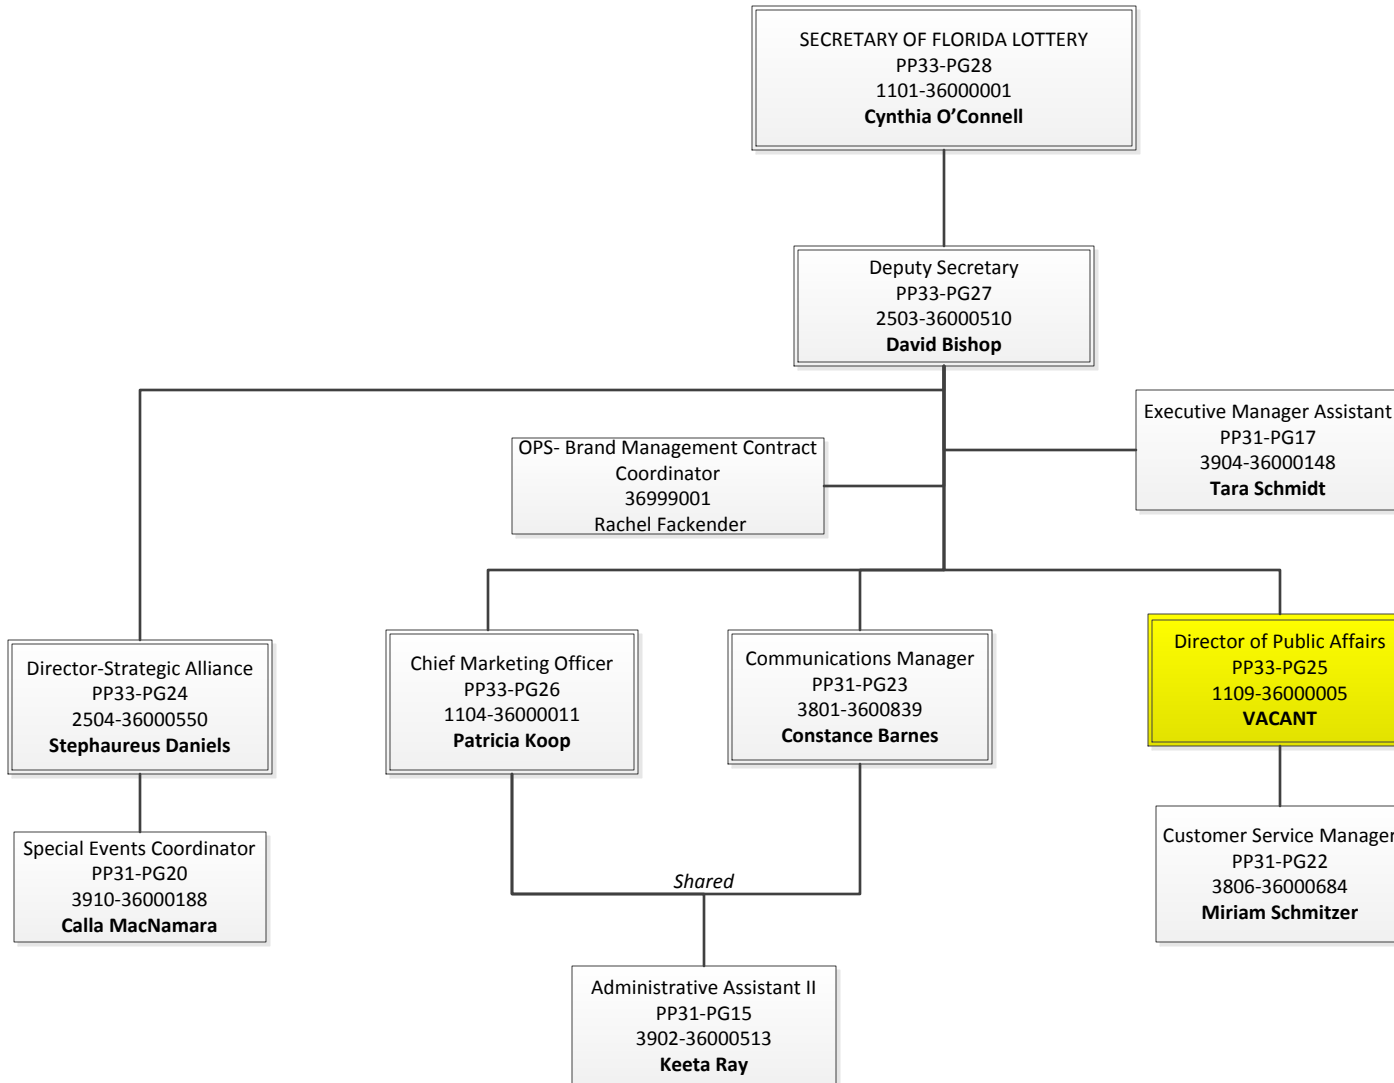 SECRETARY OF FLORIDA LOTTERY
PP33-PG28
1101-36000001
Cynthia O’Connell
Deputy Secretary
PP33-PG27
2503-36000510
David Bishop
Executive Manager Assistant
PP31-PG17
3904-36000148
Tara Schmidt
OPS- Brand Management Contract
Coordinator
36999001
Rachel Fackender
Director-Strategic Alliance
PP33-PG24
2504-36000550
Stephaureus Daniels
Chief Marketing Officer
PP33-PG26
1104-36000011
Patricia Koop
Communications Manager
PP31-PG23
3801-3600839
Constance Barnes
Director of Public Affairs
PP33-PG25
1109-36000005
VACANT
Special Events Coordinator
PP31-PG20
3910-36000188
Calla MacNamara
Shared
Customer Service Manager
PP31-PG22
3806-36000684
Miriam Schmitzer
Administrative Assistant II
PP31-PG15
3902-36000513
Keeta Ray